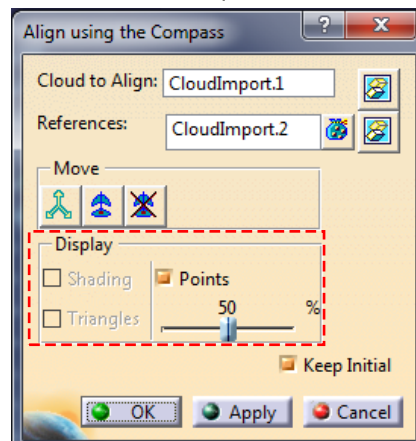 Align using the Compass
Cloud to Align: CloudImport.1
References: CloudImport.2
Move
Display
Shading Points
50 %
Triangles
Keep Initial
OK Apply Cancel